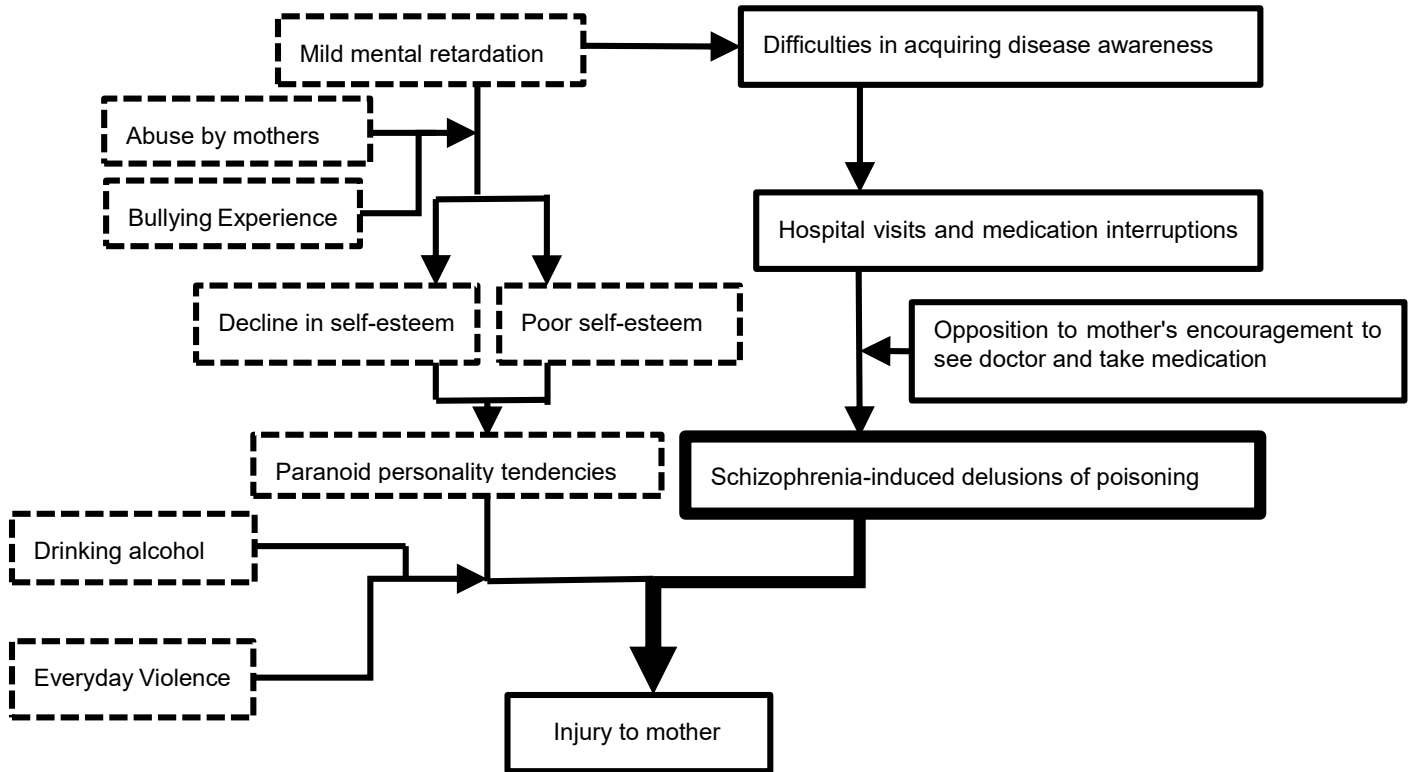 Mild mental retardation
Difficulties in acquiring disease awareness
Abuse by mothers
Bullying Experience
Hospital visits and medication interruptions
Decline in self-esteem
Poor self-esteem
Opposition to mother's encouragement to
see doctor and take medication
Paranoid personality tendencies
Schizophrenia-induced delusions of poisoning
Drinking alcohol
Everyday Violence
Injury to mother